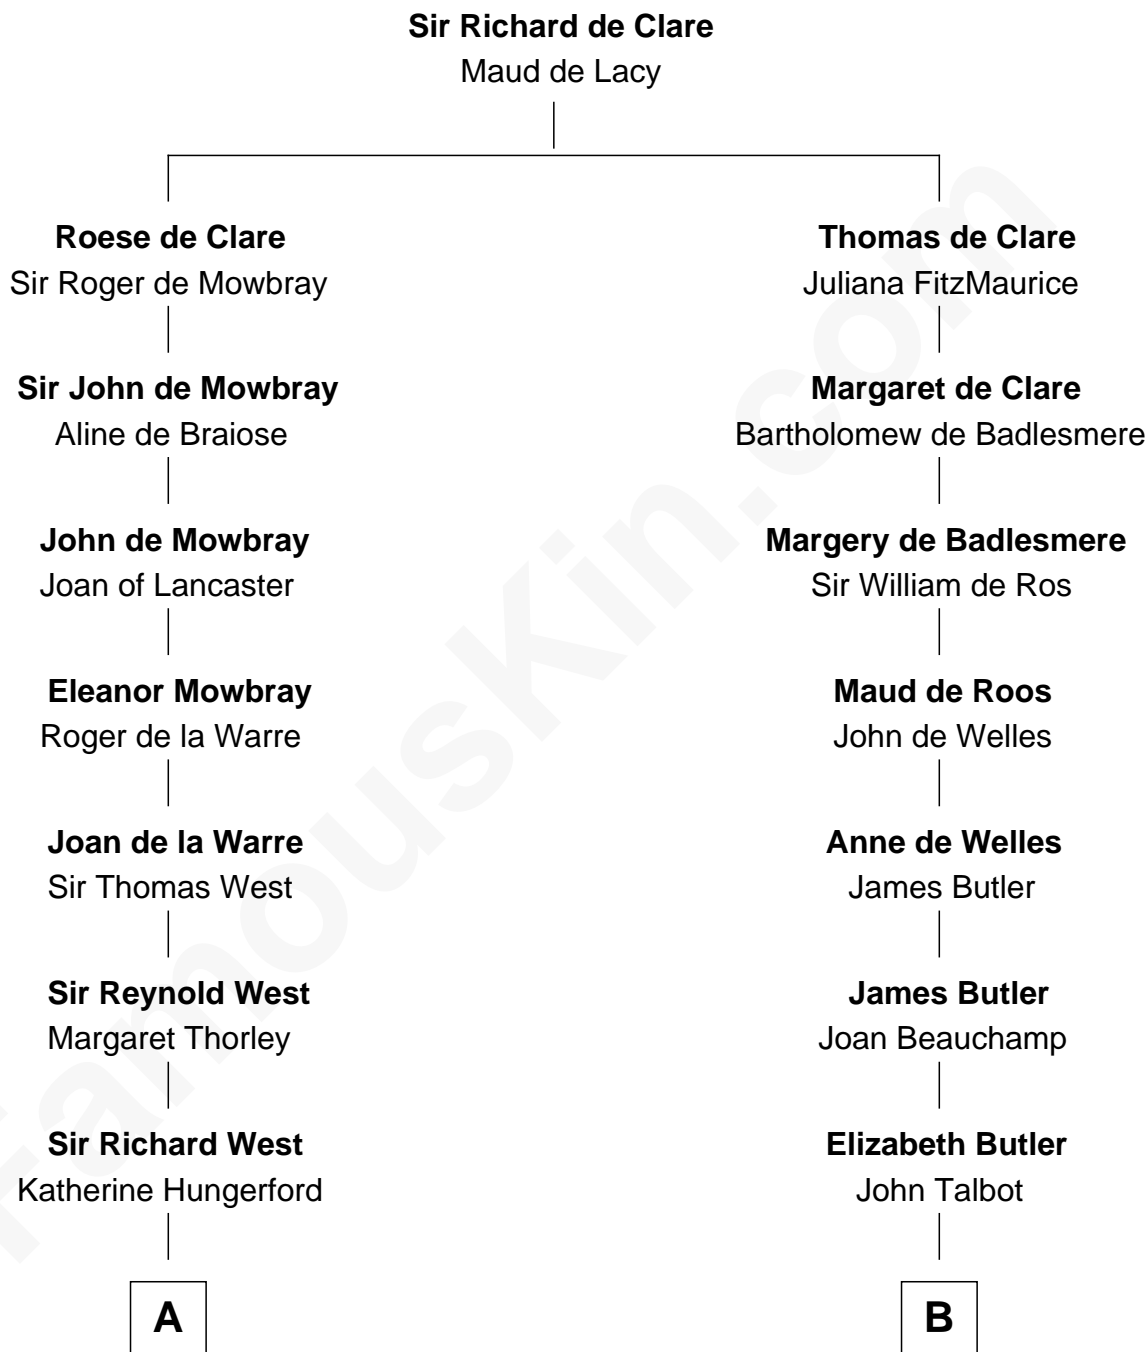 Sir Richard de Clare
Maud de Lacy
Roese de Clare
Sir Roger de Mowbray
Thomas de Clare
Juliana FitzMaurice
Sir John de Mowbray
Aline de Braiose
Margaret de Clare
Bartholomew de Badlesmere
John de Mowbray
Joan of Lancaster
Margery de Badlesmere
Sir William de Ros
Eleanor Mowbray
Roger de la Warre
Maud de Roos
John de Welles
Joan de la Warre
Sir Thomas West
Anne de Welles
James Butler
Sir Reynold West
Margaret Thorley
James Butler
Joan Beauchamp
Sir Richard West
Katherine Hungerford
Elizabeth Butler
John Talbot
A
B
FamousKin.com